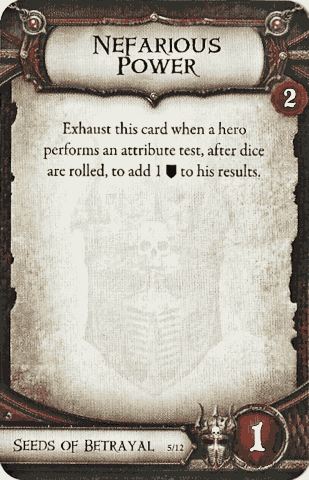 Nefarious
Power
2
Exhaust this card when a hero
performs an attribute test, after dice
are rolled, to add 1 to his results.
Seeds of Betrayal 5/12
1